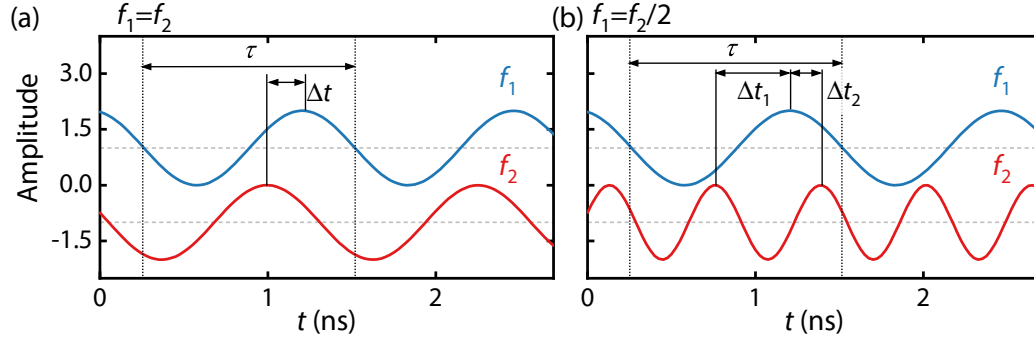 (a) f₁=f₂
τ
Δt
f₁
f₂
Amplitude
3.0
1.5
0.0
-1.5
0 1 2
t (ns)
(b) f₁=f₂/2
τ
Δt₁ Δt₂
f₁
f₂
0 1 2
t (ns)